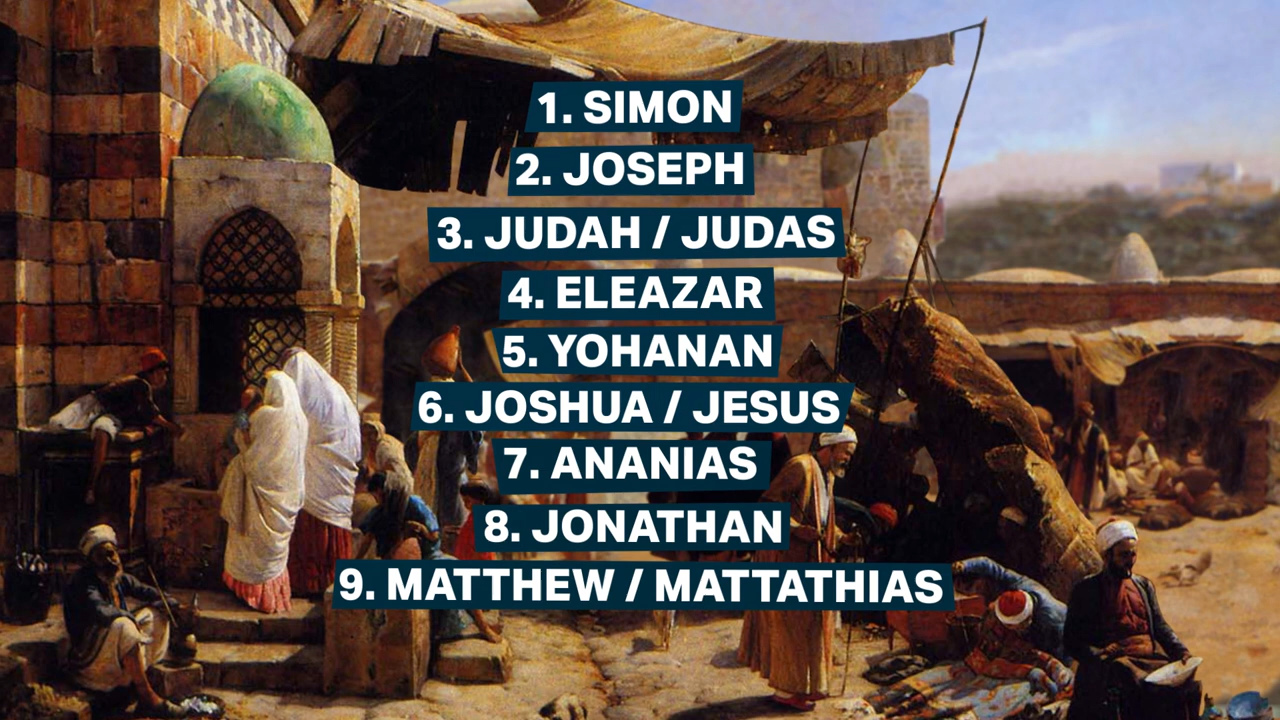 1. SIMON
2. JOSEPH
3. JUDAH / JUDAS
4. ELEAZAR
5. YOHANAN
6. JOSHUA / JESUS
7. ANANIAS
8. JONATHAN
9. MATTHEW / MATTATHIAS